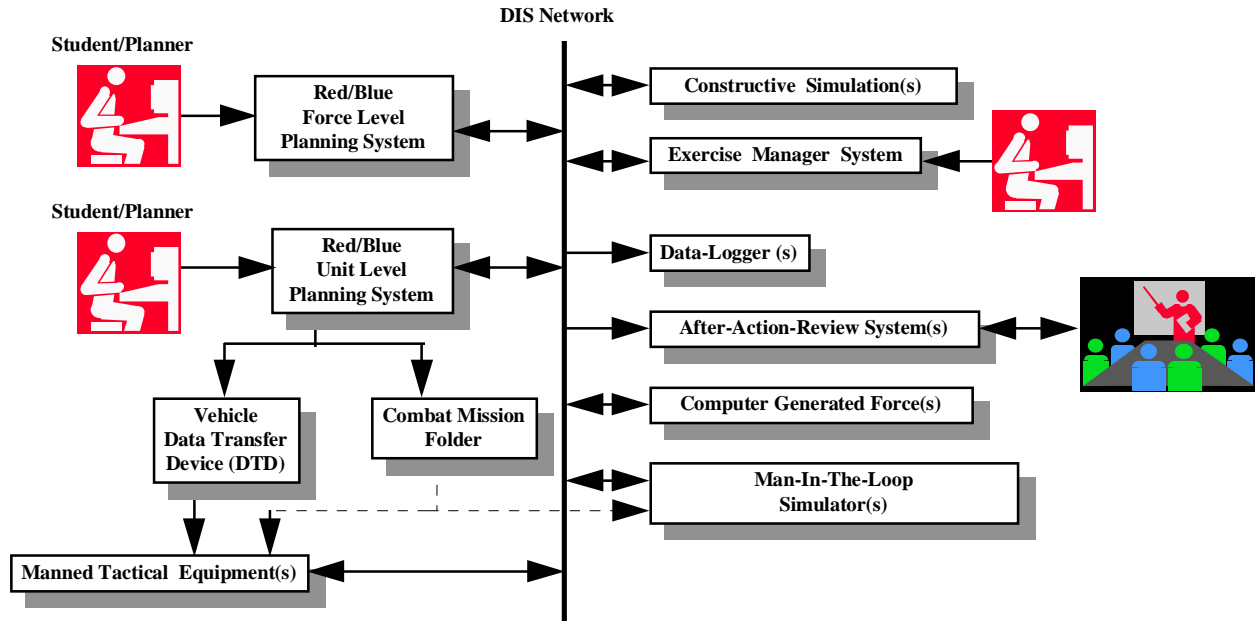 DIS Network
Student/Planner
Red/Blue
Force Level
Planning System
Student/Planner
Red/Blue
Unit Level
Planning System
Vehicle
Data Transfer
Device (DTD)
Combat Mission
Folder
Manned Tactical Equipment(s)
Constructive Simulation(s)
Exercise Manager System
Data-Logger (s)
After-Action-Review System(s)
Computer Generated Force(s)
Man-In-The-Loop
Simulator(s)